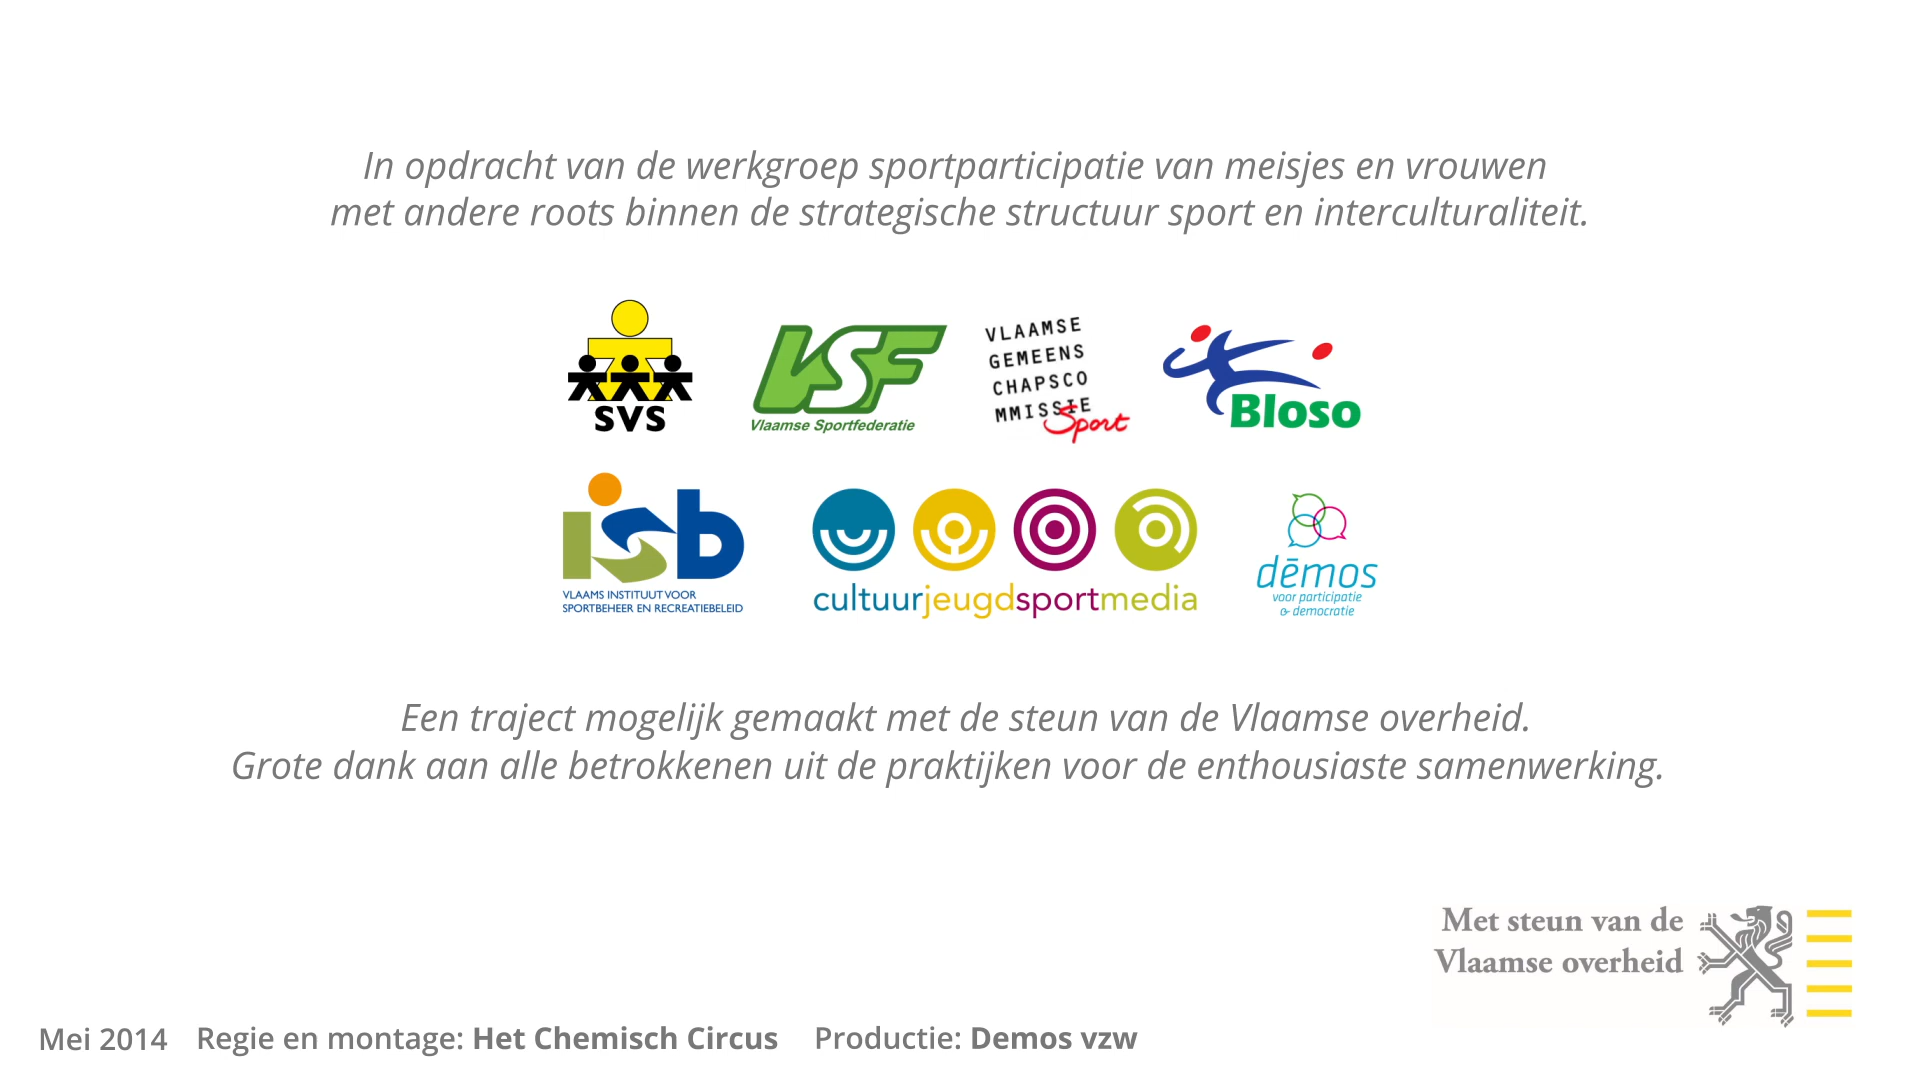 In opdracht van de werkgroep sportparticipatie van meisjes en vrouwen
met andere roots binnen de strategische structuur sport en interculturaliteit.
SVS
VSF
Vlaamse Sportfederatie
VLAAMSE
GEMEENS
CHAPSCO
MMISSIE
Sport
Bloso
isb
VLAAMS INSTITUUT VOOR
SPORTBEHEER EN RECREATIEBELEID
cultuurjeugdsportmedia
dēmos
voor participatie
& democratie
Een traject mogelijk gemaakt met de steun van de Vlaamse overheid.
Grote dank aan alle betrokkenen uit de praktijken voor de enthousiaste samenwerking.
Met steun van de
Vlaamse overheid
Mei 2014 Regie en montage: Het Chemisch Circus Productie: Demos vzw